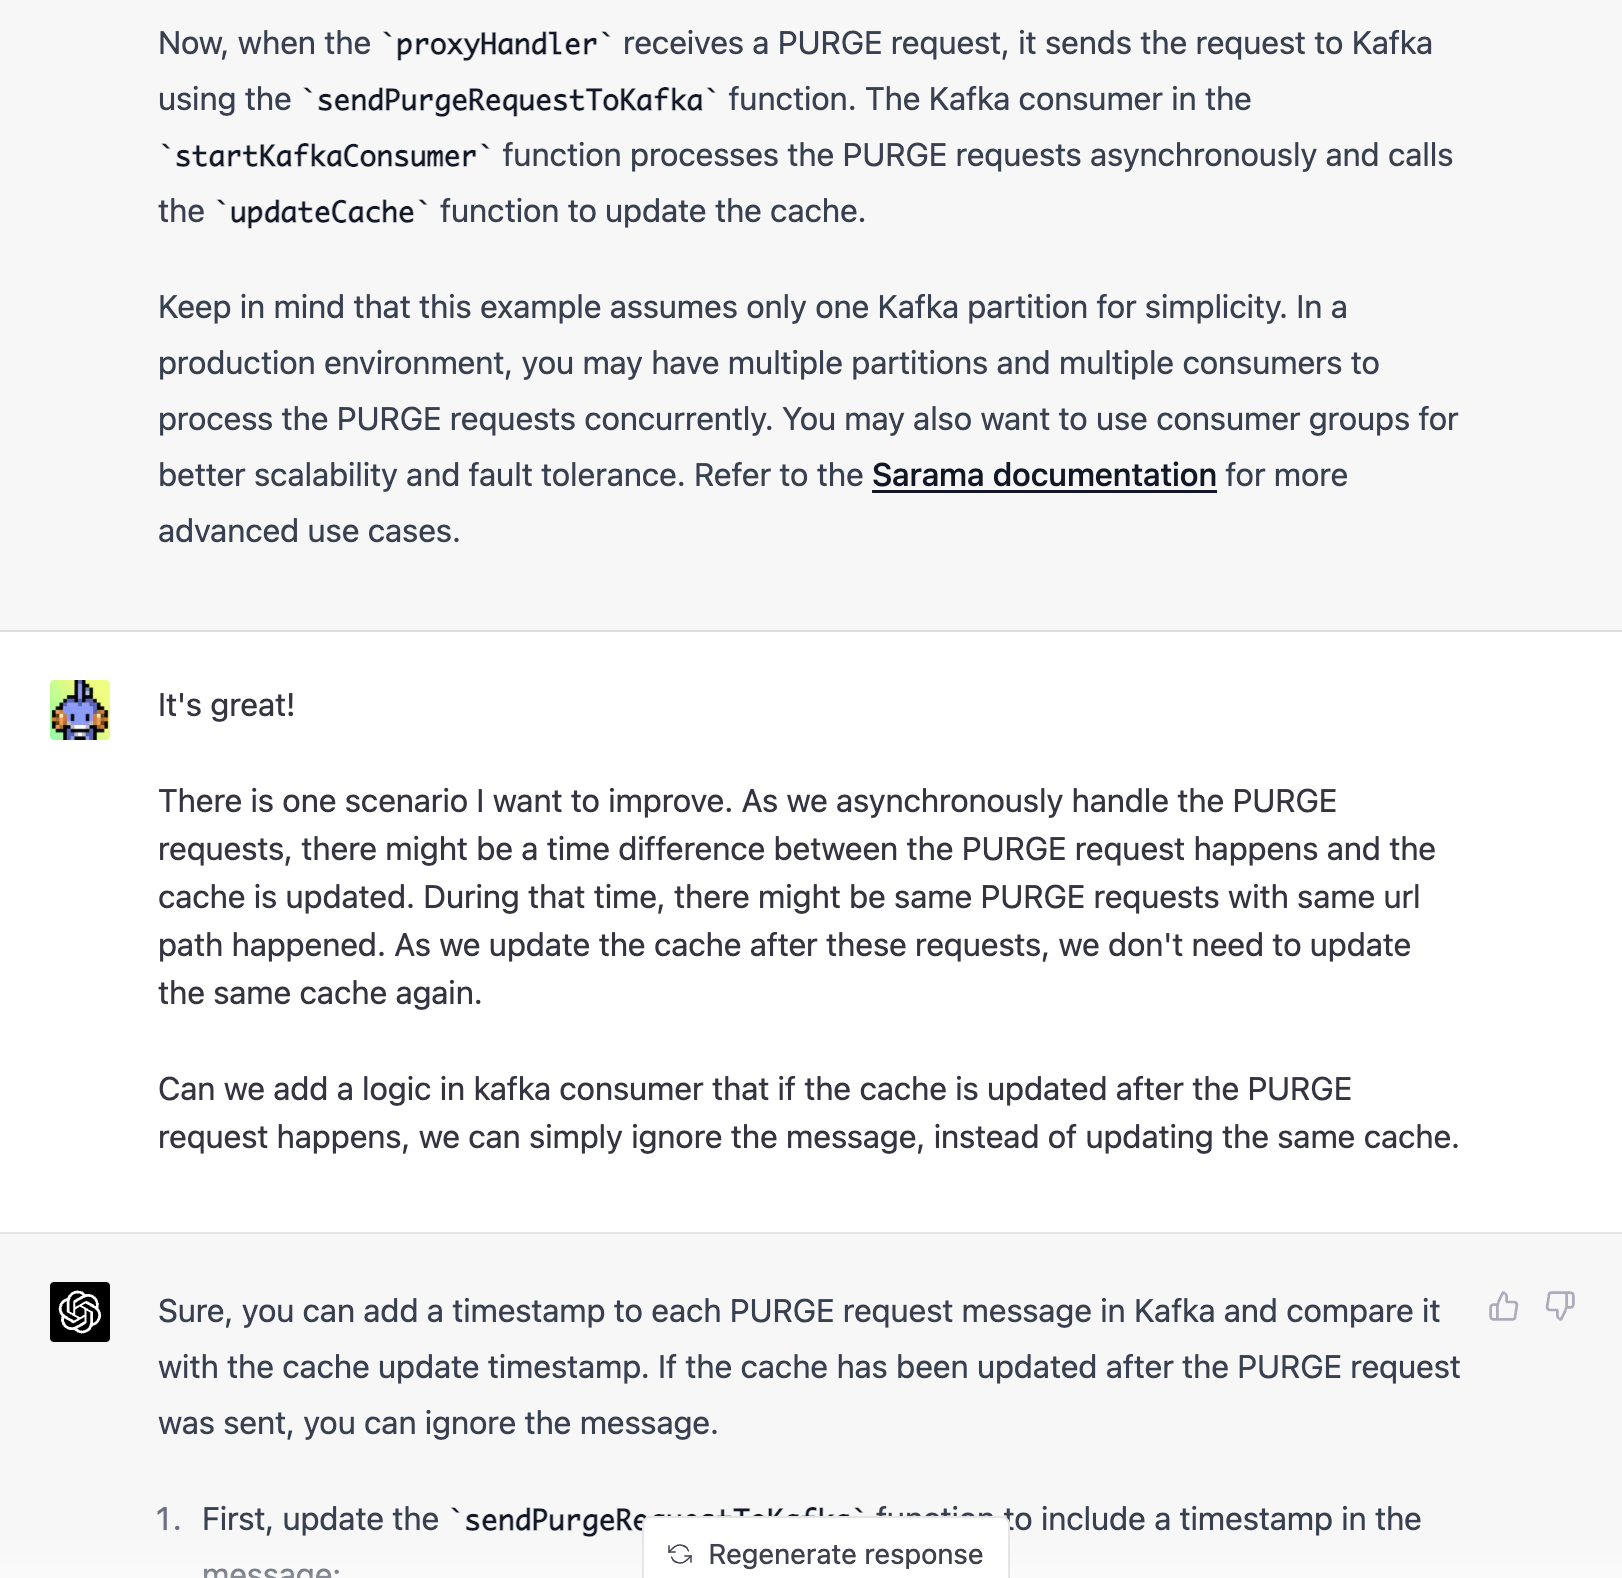 Now, when the `proxyHandler` receives a PURGE request, it sends the request to Kafka
using the `sendPurgeRequestToKafka` function. The Kafka consumer in the
`startKafkaConsumer` function processes the PURGE requests asynchronously and calls
the `updateCache` function to update the cache.
Keep in mind that this example assumes only one Kafka partition for simplicity. In a
production environment, you may have multiple partitions and multiple consumers to
process the PURGE requests concurrently. You may also want to use consumer groups for
better scalability and fault tolerance. Refer to the Sarama documentation for more
advanced use cases.
It's great!
There is one scenario I want to improve. As we asynchronously handle the PURGE
requests, there might be a time difference between the PURGE request happens and the
cache is updated. During that time, there might be same PURGE requests with same url
path happened. As we update the cache after these requests, we don't need to update
the same cache again.
Can we add a logic in kafka consumer that if the cache is updated after the PURGE
request happens, we can simply ignore the message, instead of updating the same cache.
Sure, you can add a timestamp to each PURGE request message in Kafka and compare it
with the cache update timestamp. If the cache has been updated after the PURGE request
was sent, you can ignore the message.
1. First, update the `sendPurgeRequestToKafka` function to include a timestamp in the
message:
Regenerate response